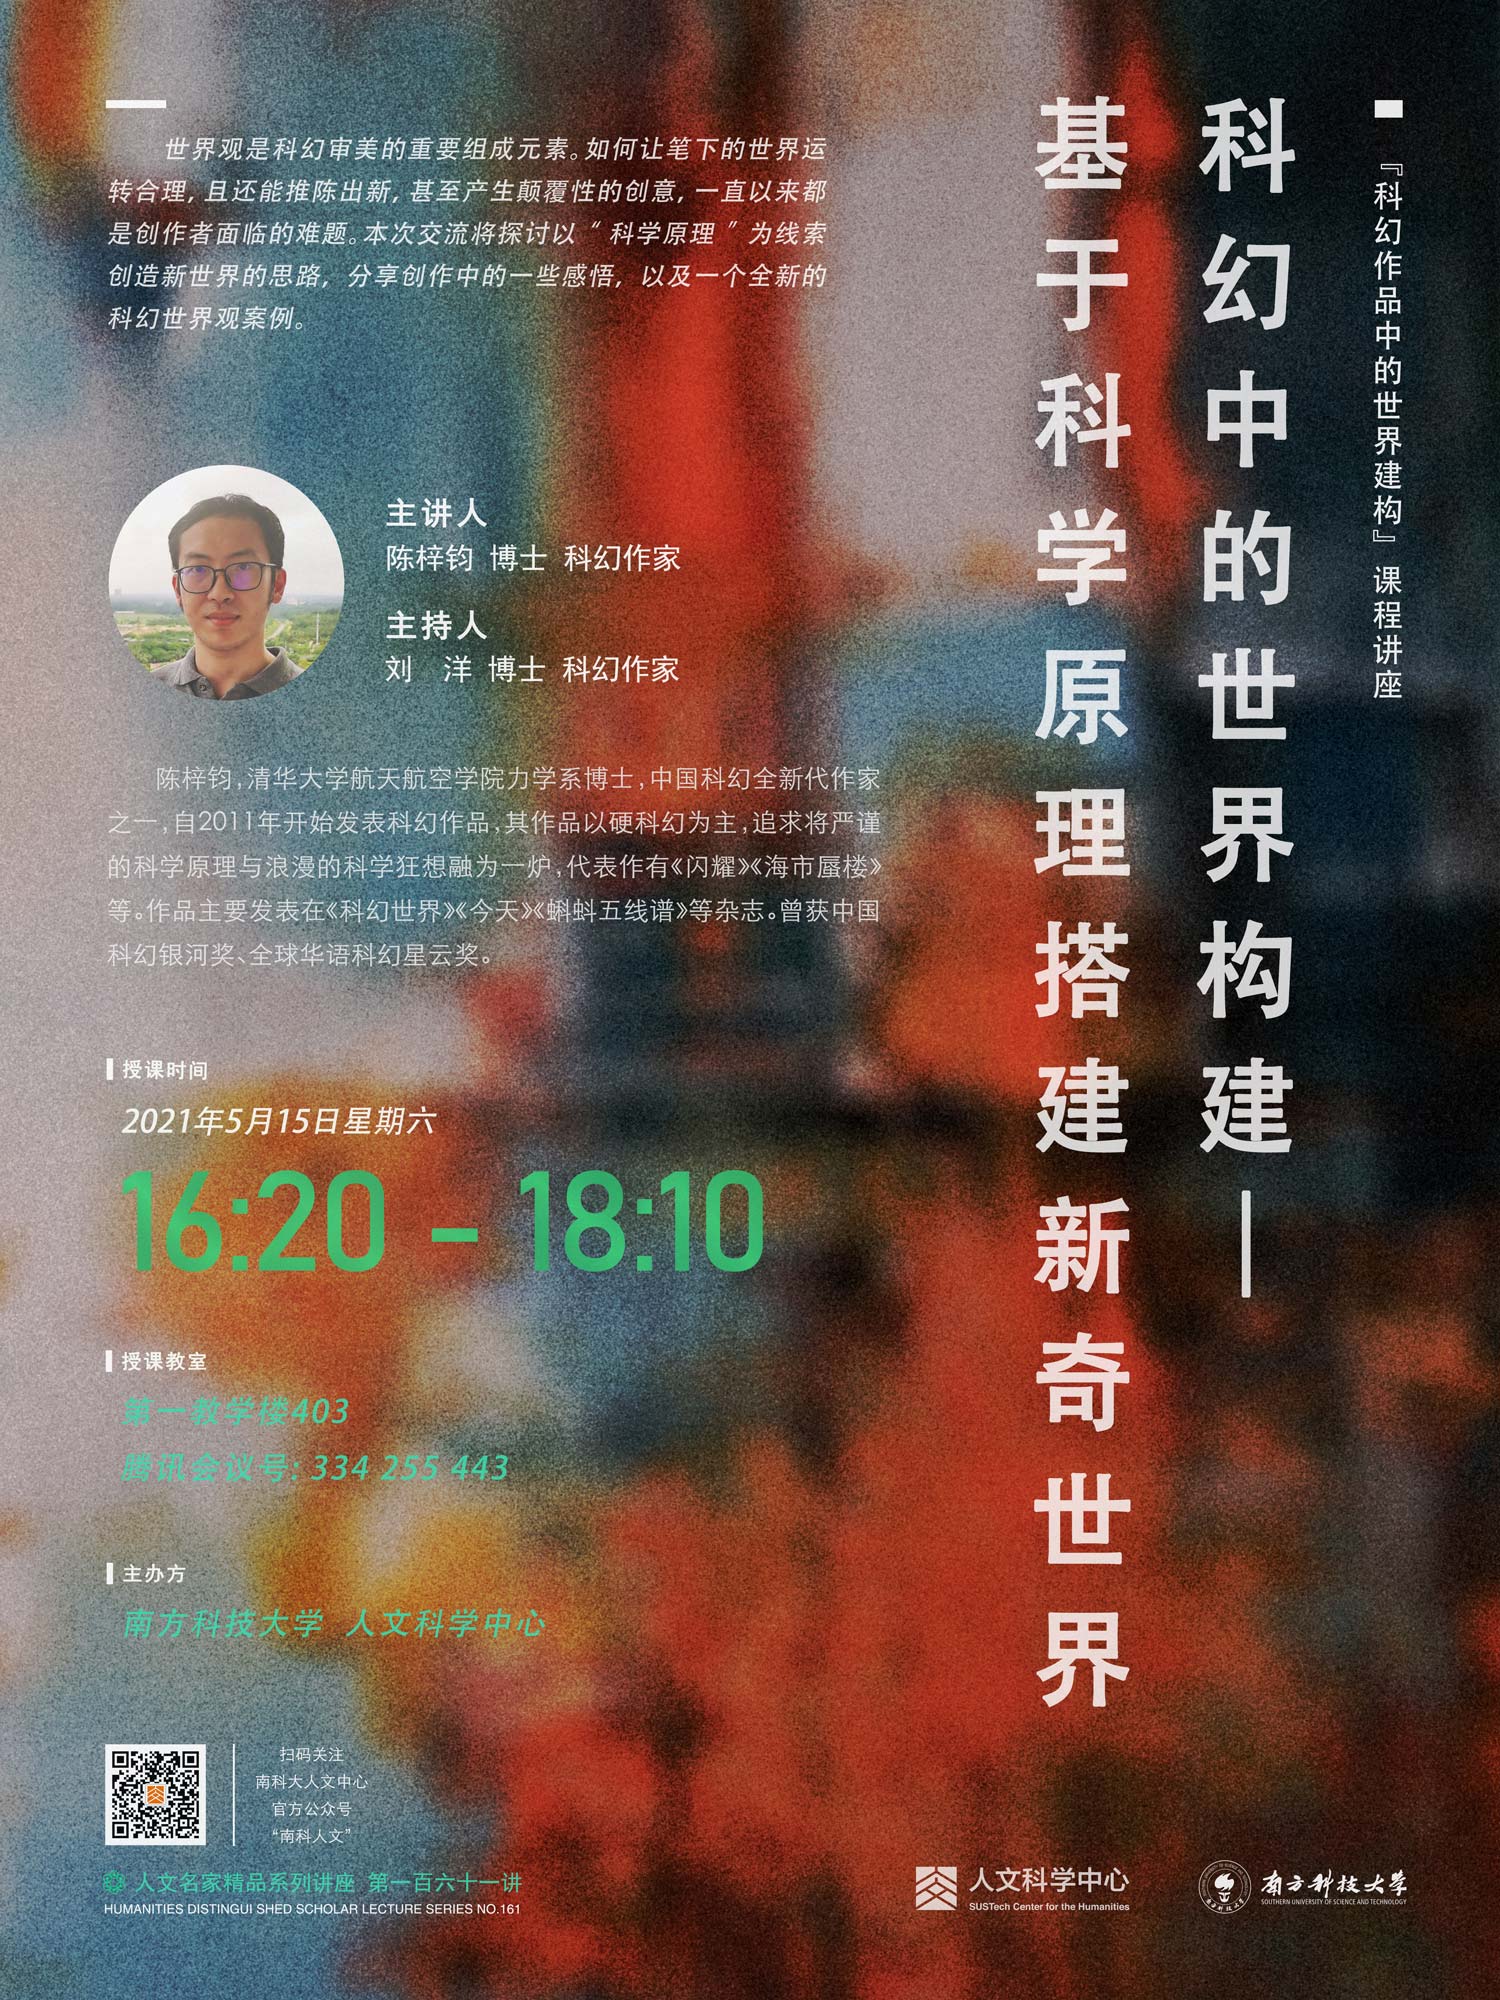 『科幻作品中的世界建构』课程讲座
科幻中的世界构建—
基于科学原理搭建新奇世界
世界观是科幻审美的重要组成元素。如何让笔下的世界运
转合理，且还能推陈出新，甚至产生颠覆性的创意，一直以来都
是创作者面临的难题。本次交流将探讨以“科学原理”为线索
创造新世界的思路，分享创作中的一些感悟，以及一个全新的
科幻世界观案例。
主讲人
陈梓钧 博士 科幻作家
主持人
刘 洋 博士 科幻作家
陈梓钧，清华大学航天航空学院力学系博士，中国科幻全新代作家
之一，自2011年开始发表科幻作品，其作品以硬科幻为主，追求将严谨
的科学原理与浪漫的科学狂想融为一炉，代表作有《闪耀》《海市蜃楼》
等。作品主要发表在《科幻世界》《今天》《蝌蚪五线谱》等杂志。曾获中国
科幻银河奖、全球华语科幻星云奖。
授课时间
2021年5月15日星期六
16:20 - 18:10
授课教室
第一教学楼403
腾讯会议号: 334 255 443
主办方
南方科技大学 人文科学中心
扫码关注
南科大人文中心
官方公众号
“南科人文”
人文名家精品系列讲座 第一百六十一讲
HUMANITIES DISTINGUI SHED SCHOLAR LECTURE SERIES NO.161
人文科学中心
SUSTech Center for the Humanities
南方科技大学
SOUTHERN UNIVERSITY OF SCIENCE AND TECHNOLOGY